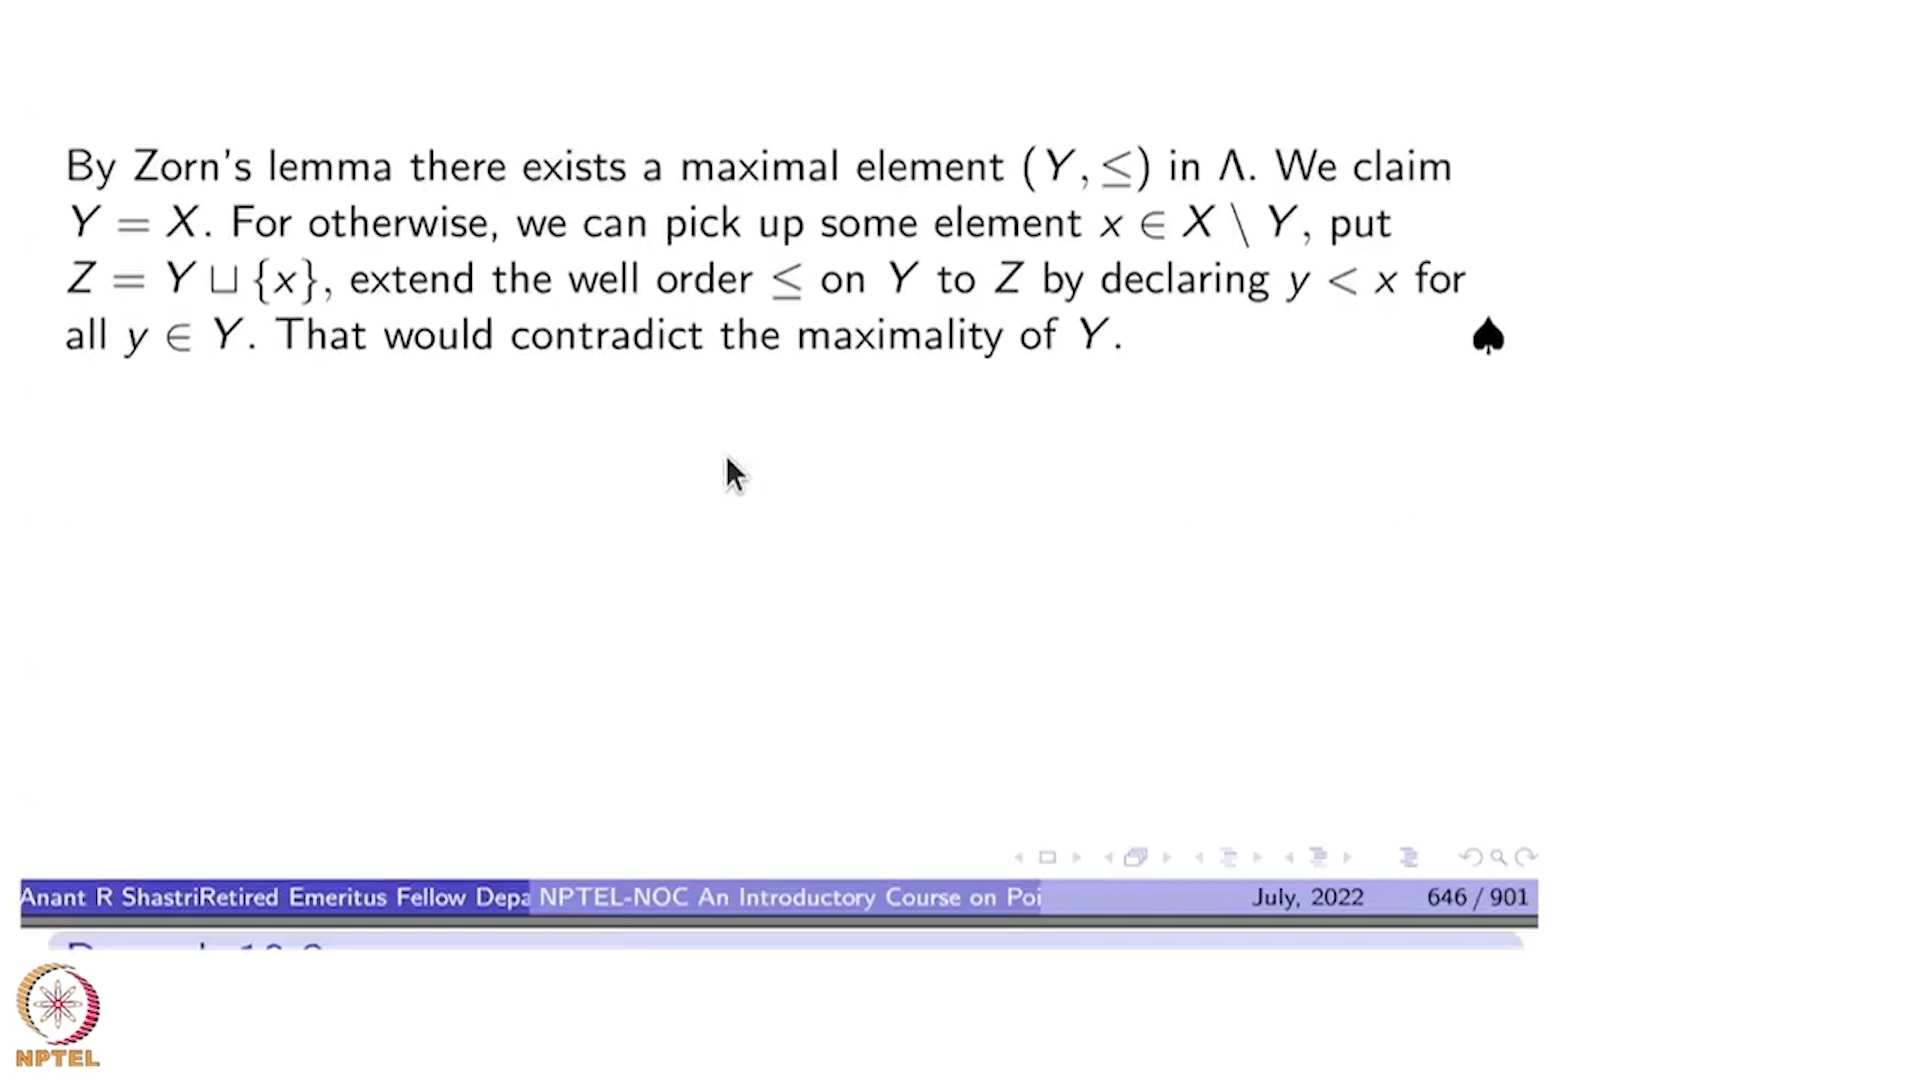 By Zorn's lemma there exists a maximal element (Y, ≤) in Λ. We claim
Y = X. For otherwise, we can pick up some element x ∈ X \ Y, put
Z = Y ⊔ {x}, extend the well order ≤ on Y to Z by declaring y < x for
all y ∈ Y. That would contradict the maximality of Y. ♠
Anant R ShastriRetired Emeritus Fellow Depa NPTEL-NOC An Introductory Course on Poi July, 2022 646 / 901
NPTEL